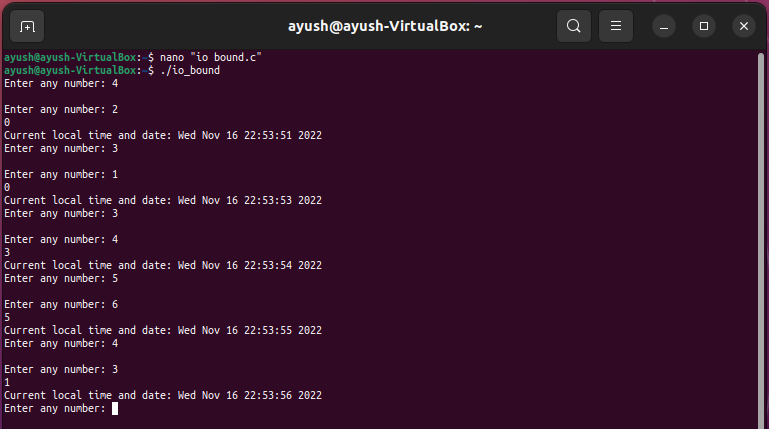 ayush@ayush-VirtualBox: ~
ayush@ayush-VirtualBox:~$ nano "io bound.c"
ayush@ayush-VirtualBox:~$ ./io_bound
Enter any number: 4
Enter any number: 2
0
Current local time and date: Wed Nov 16 22:53:51 2022
Enter any number: 3
Enter any number: 1
0
Current local time and date: Wed Nov 16 22:53:53 2022
Enter any number: 3
Enter any number: 4
3
Current local time and date: Wed Nov 16 22:53:54 2022
Enter any number: 5
Enter any number: 6
5
Current local time and date: Wed Nov 16 22:53:55 2022
Enter any number: 4
Enter any number: 3
1
Current local time and date: Wed Nov 16 22:53:56 2022
Enter any number: